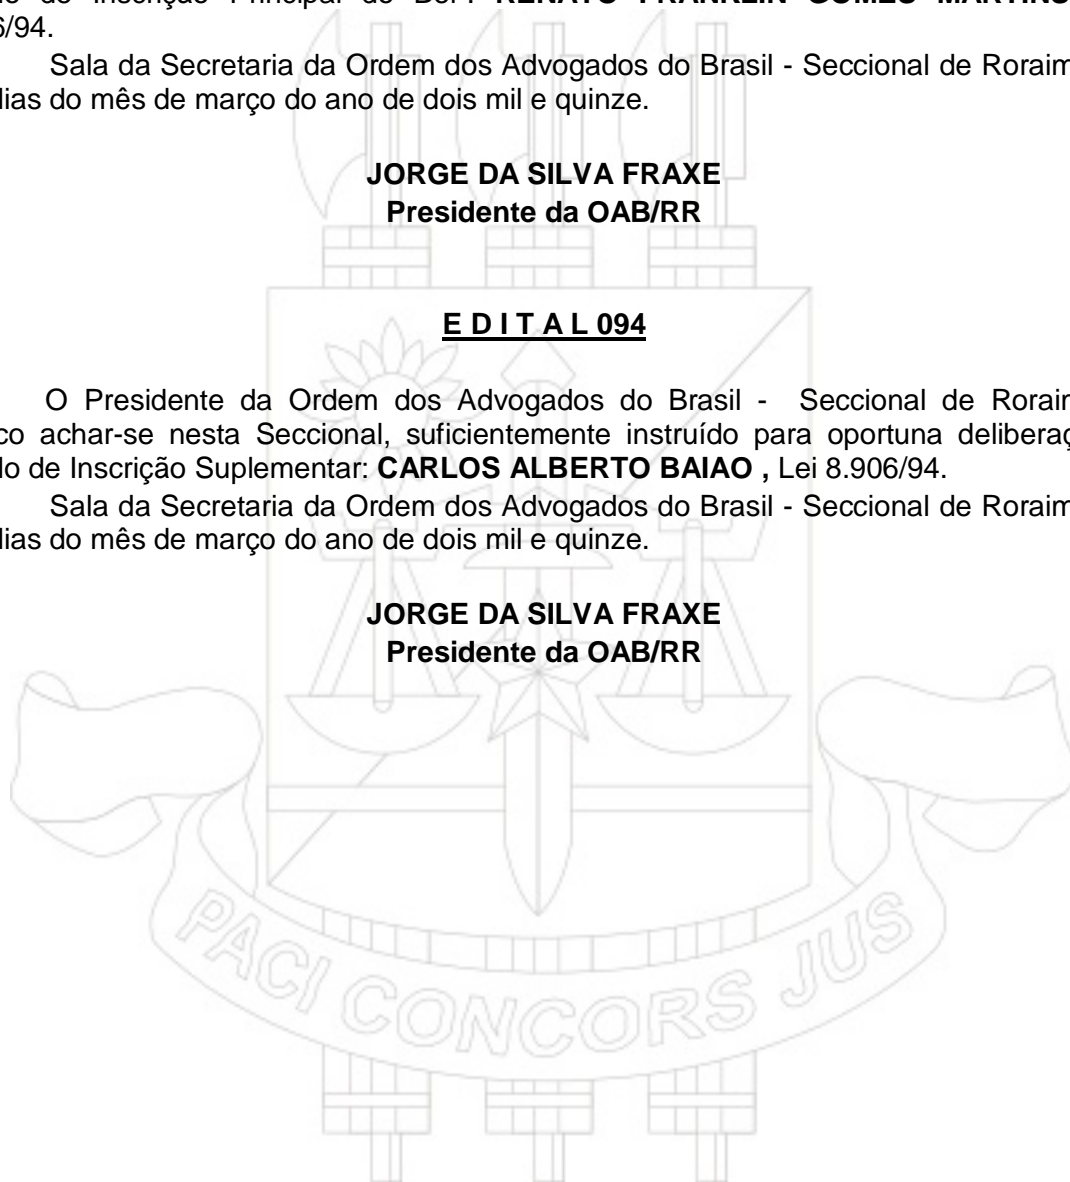 RENATO FRANKLIN GOMES MARTINS
6/94.
Sala da Secretaria da Ordem dos Advogados do Brasil - Seccional de Roraim
dias do mês de março do ano de dois mil e quinze.
JORGE DA SILVA FRAXE
Presidente da OAB/RR
E D I T A L 094
O Presidente da Ordem dos Advogados do Brasil - Seccional de Rorain
co achar-se nesta Seccional, suficientemente instruído para oportuna deliberaç
do de Inscrição Suplementar: CARLOS ALBERTO BAIAO , Lei 8.906/94.
Sala da Secretaria da Ordem dos Advogados do Brasil - Seccional de Roraim
dias do mês de março do ano de dois mil e quinze.
JORGE DA SILVA FRAXE
Presidente da OAB/RR
PACI CONCORS JUS